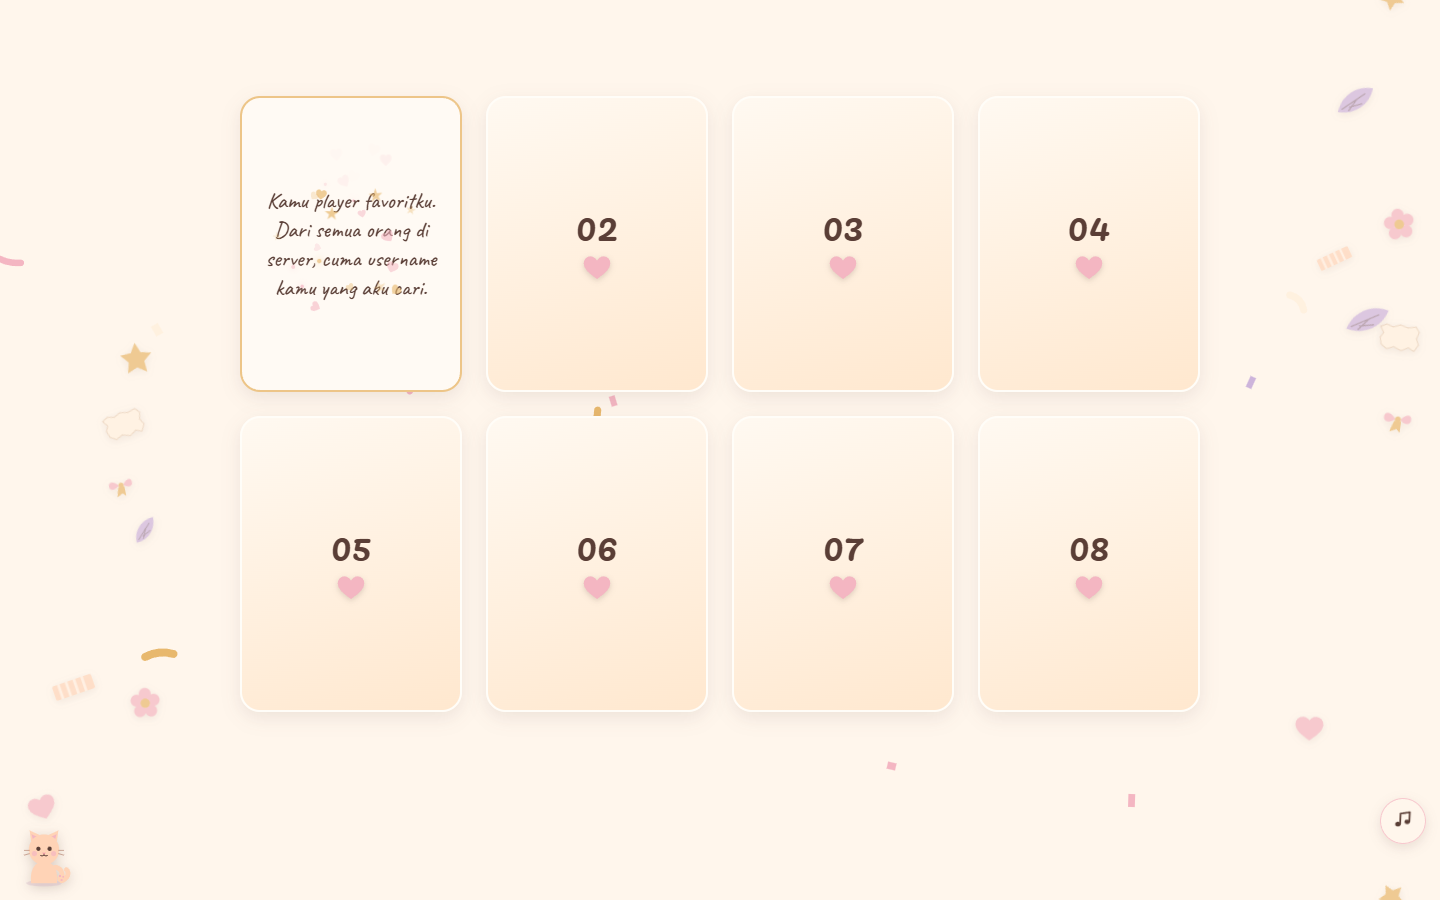 Kamu player favoritku.
Dari semua orang di
server, cuma username
kamu yang aku cari.
02
03
04
05
06
07
08